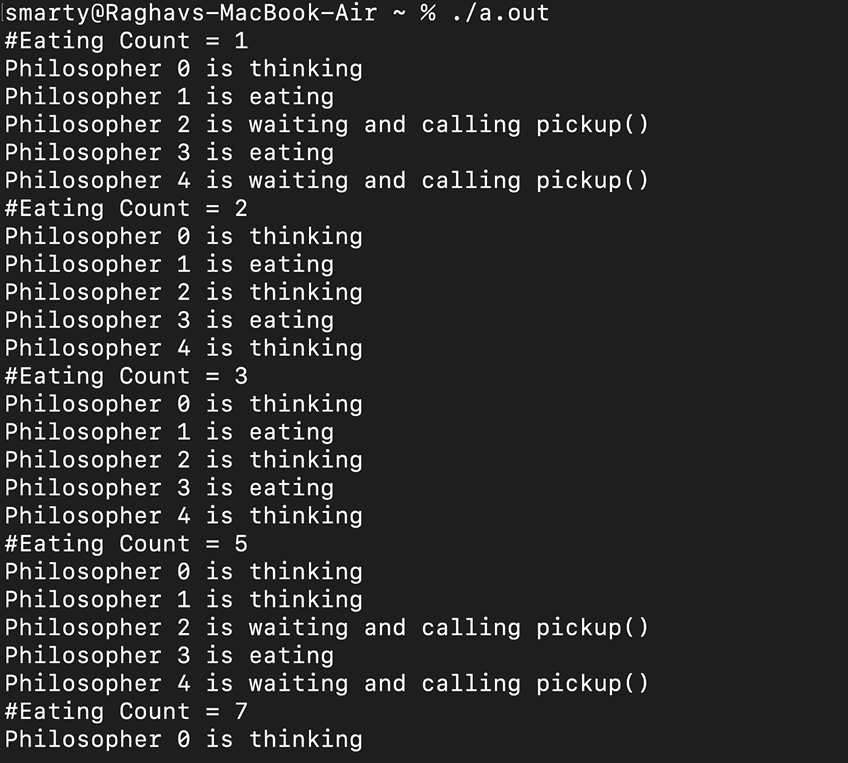 [smarty@Raghavs-MacBook-Air ~ % ./a.out
#Eating Count = 1
Philosopher 0 is thinking
Philosopher 1 is eating
Philosopher 2 is waiting and calling pickup()
Philosopher 3 is eating
Philosopher 4 is waiting and calling pickup()
#Eating Count = 2
Philosopher 0 is thinking
Philosopher 1 is eating
Philosopher 2 is thinking
Philosopher 3 is eating
Philosopher 4 is thinking
#Eating Count = 3
Philosopher 0 is thinking
Philosopher 1 is eating
Philosopher 2 is thinking
Philosopher 3 is eating
Philosopher 4 is thinking
#Eating Count = 5
Philosopher 0 is thinking
Philosopher 1 is thinking
Philosopher 2 is waiting and calling pickup()
Philosopher 3 is eating
Philosopher 4 is waiting and calling pickup()
#Eating Count = 7
Philosopher 0 is thinking